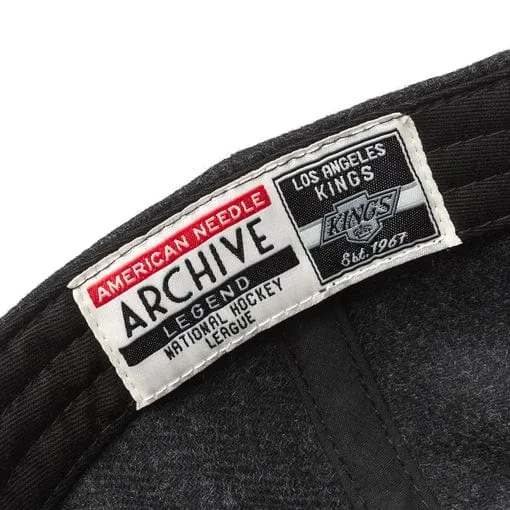 AMERICAN NEEDLE
ARCHIVE
LEGEND
NATIONAL HOCKEY
LEAGUE
LOS ANGELES
KINGS
KINGS
Est. 1967